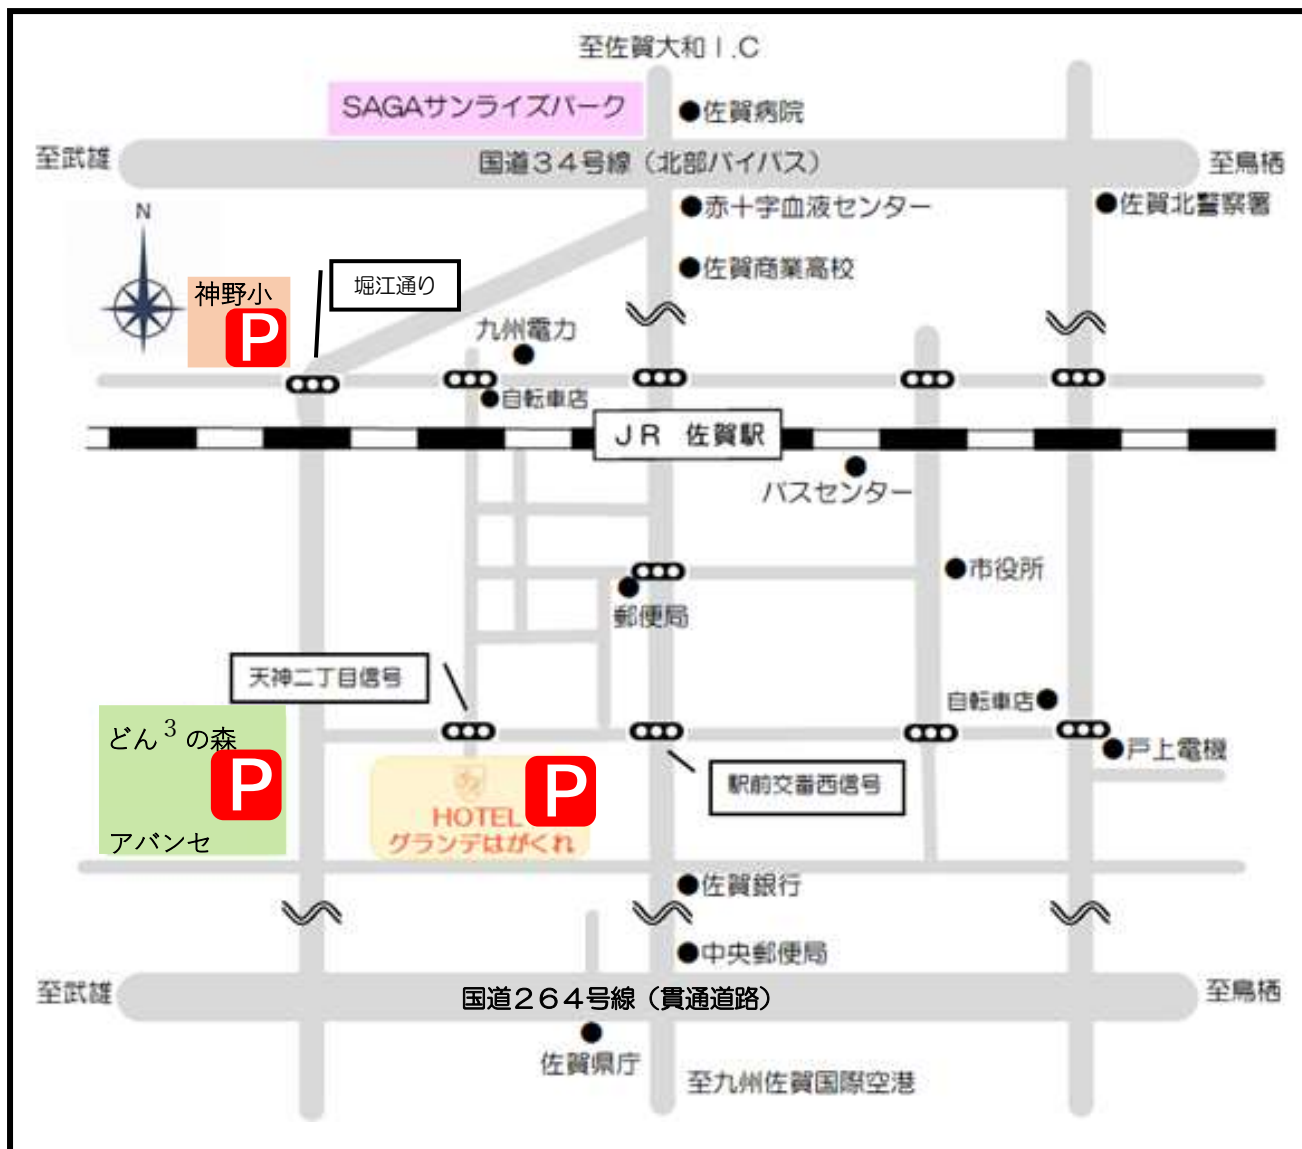 至佐賀大和I.C
SAGAサンライズパーク
●佐賀病院
至武雄
国道34号線（北部バイパス）
至鳥栖
●赤十字血液センター
●佐賀北警察署
N
●佐賀商業高校
堀江通り
神野小
P
九州電力
●自転車店
JR 佐賀駅
バスセンター
●市役所
郵便局
天神二丁目信号
自転車店●
どん3の森
P
●戸上電機
駅前交番西信号
P
HOTEL
グランデはがくれ
アバンセ
●佐賀銀行
●中央郵便局
至武雄
国道264号線（貫通道路）
至鳥栖
佐賀県庁
至九州佐賀国際空港